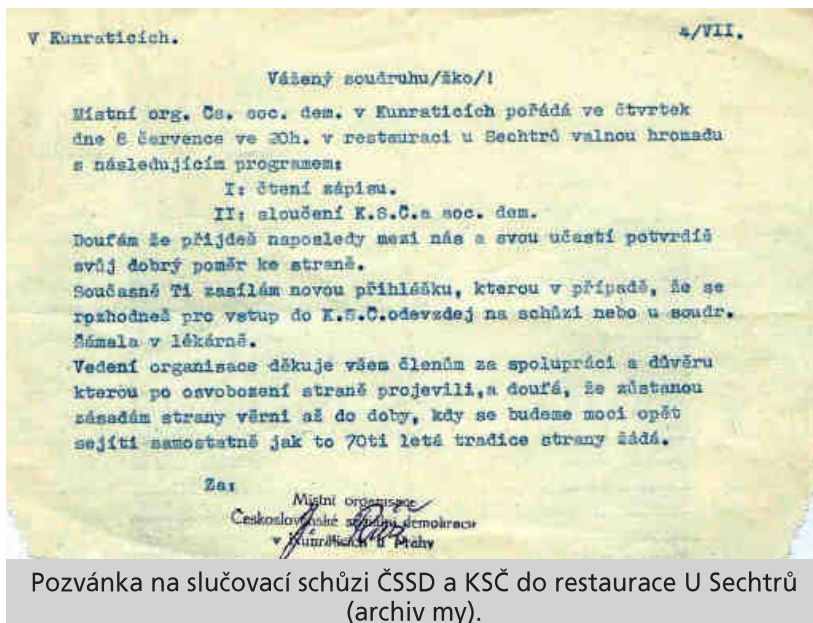 V Kunraticích.
4/VII.
Vážený soudruhu/žko/!
Místní org. Čs. soc. dem. v Kunraticích pořádá ve čtvrtek
dne 8 července ve 20h. v restauraci u Sechtrů valnou hromadu
s následujícím programem:
I: čtení zápisu.
II: sloučení K.S.Č.a soc. dem.
Doufám že přijdeš naposledy mezi nás a svou účastí potvrdíš
svůj dobrý poměr ke straně.
Současně Ti zasílám novou přihlášku, kterou v případě, že se
rozhodneš pro vstup do K.S.Č.odevzdej na schůzi nebo u soudr.
Šámala v lékárně.
Vedení organisace děkuje všem členům za spolupráci a důvěru
kterou po osvobození straně projevili,a doufá, že zůstanou
zásadám strany věrni až do doby, kdy se budeme moci opět
sejíti samostatně jak to 70ti letá tradice strany žádá.
Za:
Místní organisace
Československé sociální demokracie
v Kunraticích u Prahy
Pozvánka na slučovací schůzi ČSSD a KSČ do restaurace U Sechtrů
(archiv my).